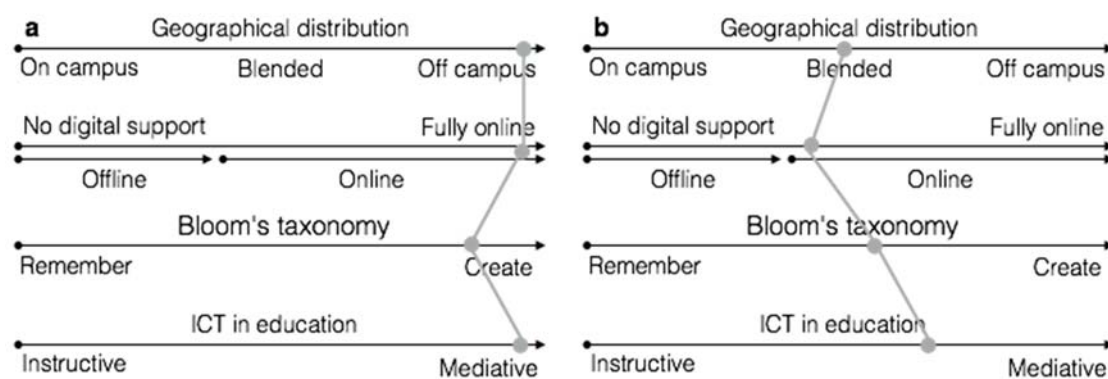 a
Geographical distribution
On campus Blended Off campus
No digital support Fully online
Offline Online
Bloom's taxonomy
Remember Create
ICT in education
Instructive Mediative
b
Geographical distribution
On campus Blended Off campus
No digital support Fully online
Offline Online
Bloom's taxonomy
Remember Create
ICT in education
Instructive Mediative